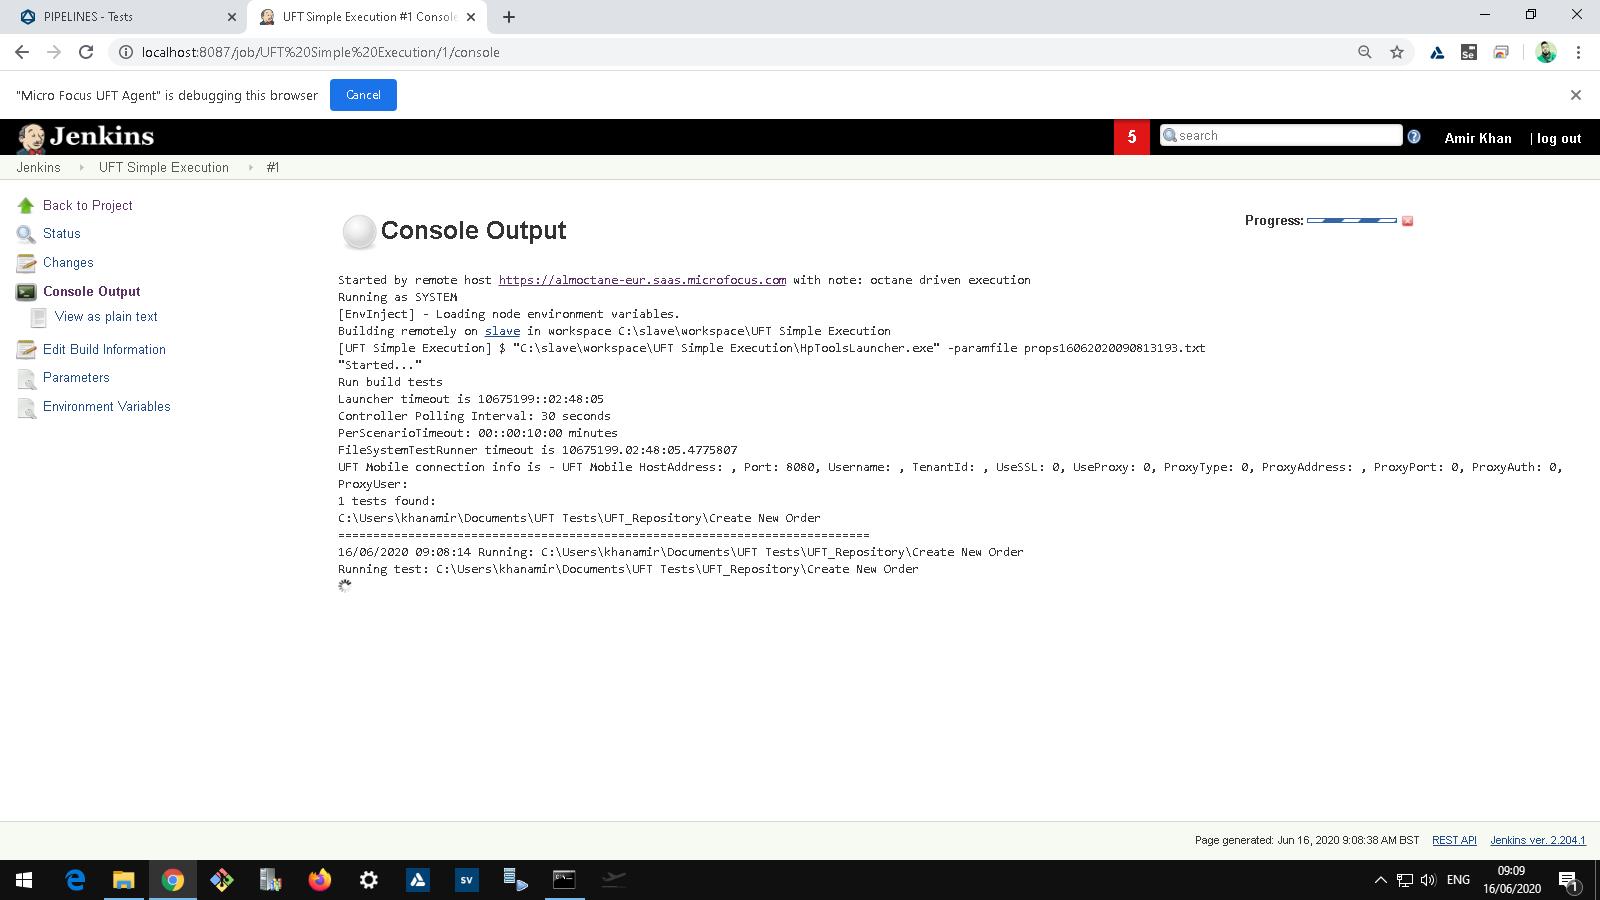 PIPELINES - Tests
UFT Simple Execution #1 Console
localhost:8087/job/UFT%20Simple%20Execution/1/console
Se
"Micro Focus UFT Agent" is debugging this browser
Cancel
Jenkins
5
search
Amir Khan
| log out
Jenkins
UFT Simple Execution
#1
Back to Project
Status
Changes
Console Output
View as plain text
Edit Build Information
Parameters
Environment Variables
Console Output
Progress:
Started by remote host https://almoctane-eur.saas.microfocus.com with note: octane driven execution
Running as SYSTEM
[EnvInject] - Loading node environment variables.
Building remotely on slave in workspace C:\slave\workspace\UFT Simple Execution
[UFT Simple Execution] $ "C:\slave\workspace\UFT Simple Execution\HpToolsLauncher.exe" -paramfile props16062020090813193.txt
"Started..."
Run build tests
Launcher timeout is 10675199::02:48:05
Controller Polling Interval: 30 seconds
PerScenarioTimeout: 00::00:10:00 minutes
FileSystemTestRunner timeout is 10675199.02:48:05.4775807
UFT Mobile connection info is - UFT Mobile HostAddress: , Port: 8080, Username: , TenantId: , UseSSL: 0, UseProxy: 0, ProxyType: 0, ProxyAddress: , ProxyPort: 0, ProxyAuth: 0,
ProxyUser:
1 tests found:
C:\Users\khanamir\Documents\UFT Tests\UFT_Repository\Create New Order
============================================================================
16/06/2020 09:08:14 Running: C:\Users\khanamir\Documents\UFT Tests\UFT_Repository\Create New Order
Running test: C:\Users\khanamir\Documents\UFT Tests\UFT_Repository\Create New Order
Page generated: Jun 16, 2020 9:08:38 AM BST
REST API
Jenkins ver. 2.204.1
sv
ENG
09:09
16/06/2020
1